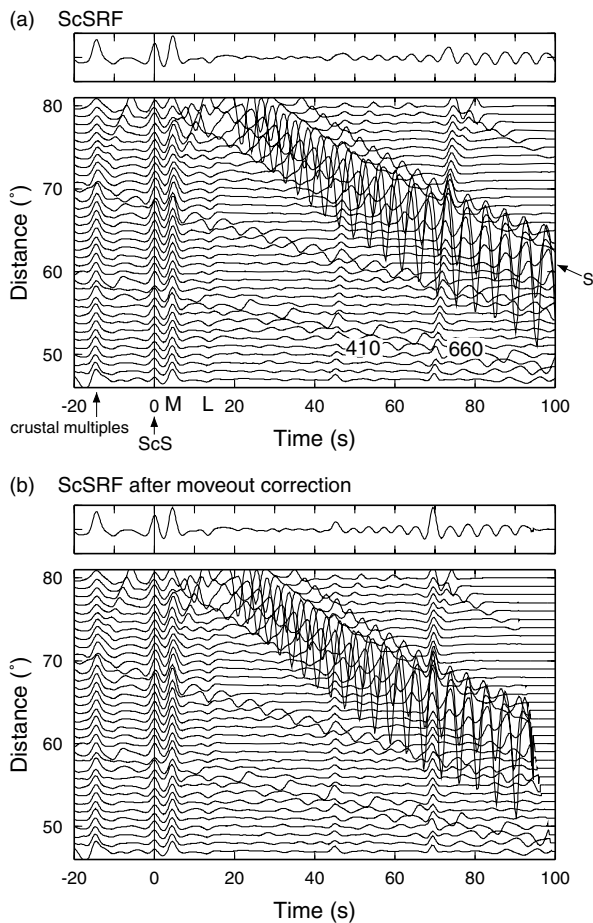 (a) ScSRF
80
70
60
50
Distance (°)
S
410 660
-20 0 M L 20 40 60 80 100
crustal multiples
ScS
Time (s)
(b) ScSRF after moveout correction
80
70
60
50
Distance (°)
-20 0 20 40 60 80 100
Time (s)